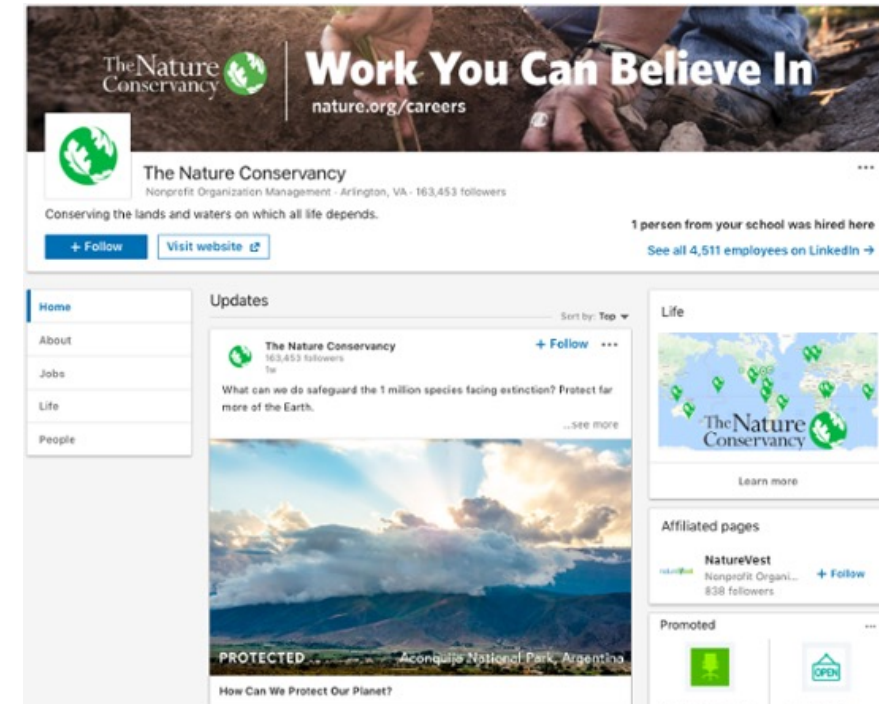 The Nature
Conservancy
Work You Can Believe In
nature.org/careers
The Nature Conservancy
Nonprofit Organization Management · Arlington, VA · 163,453 followers
Conserving the lands and waters on which all life depends.
+ Follow
Visit website
1 person from your school was hired here
See all 4,511 employees on LinkedIn →
Home
About
Jobs
Life
People
Updates
Sort by: Top
The Nature Conservancy
163,453 followers
1w
+ Follow
What can we do safeguard the 1 million species facing extinction? Protect far
more of the Earth.
...see more
PROTECTED
Aconquija National Park, Argentina
How Can We Protect Our Planet?
Life
The Nature
Conservancy
Learn more
Affiliated pages
NatureVest
NatureVest
Nonprofit Organi...
838 followers
+ Follow
Promoted
OPEN